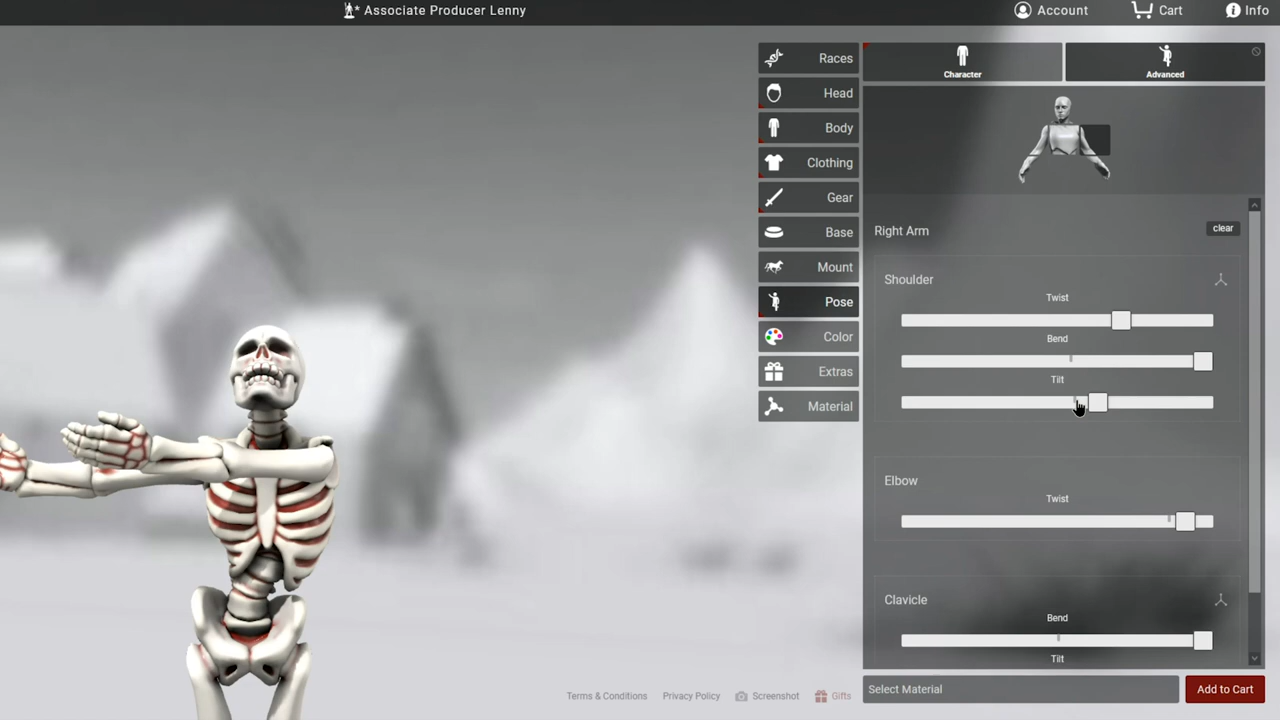 * Associate Producer Lenny
Account
Cart
Info
Races
Head
Body
Clothing
Gear
Base
Mount
Pose
Color
Extras
Material
Character
Advanced
Right Arm
clear
Shoulder
Twist
Bend
Tilt
Elbow
Twist
Clavicle
Bend
Tilt
Select Material
Add to Cart
Terms & Conditions
Privacy Policy
Screenshot
Gifts